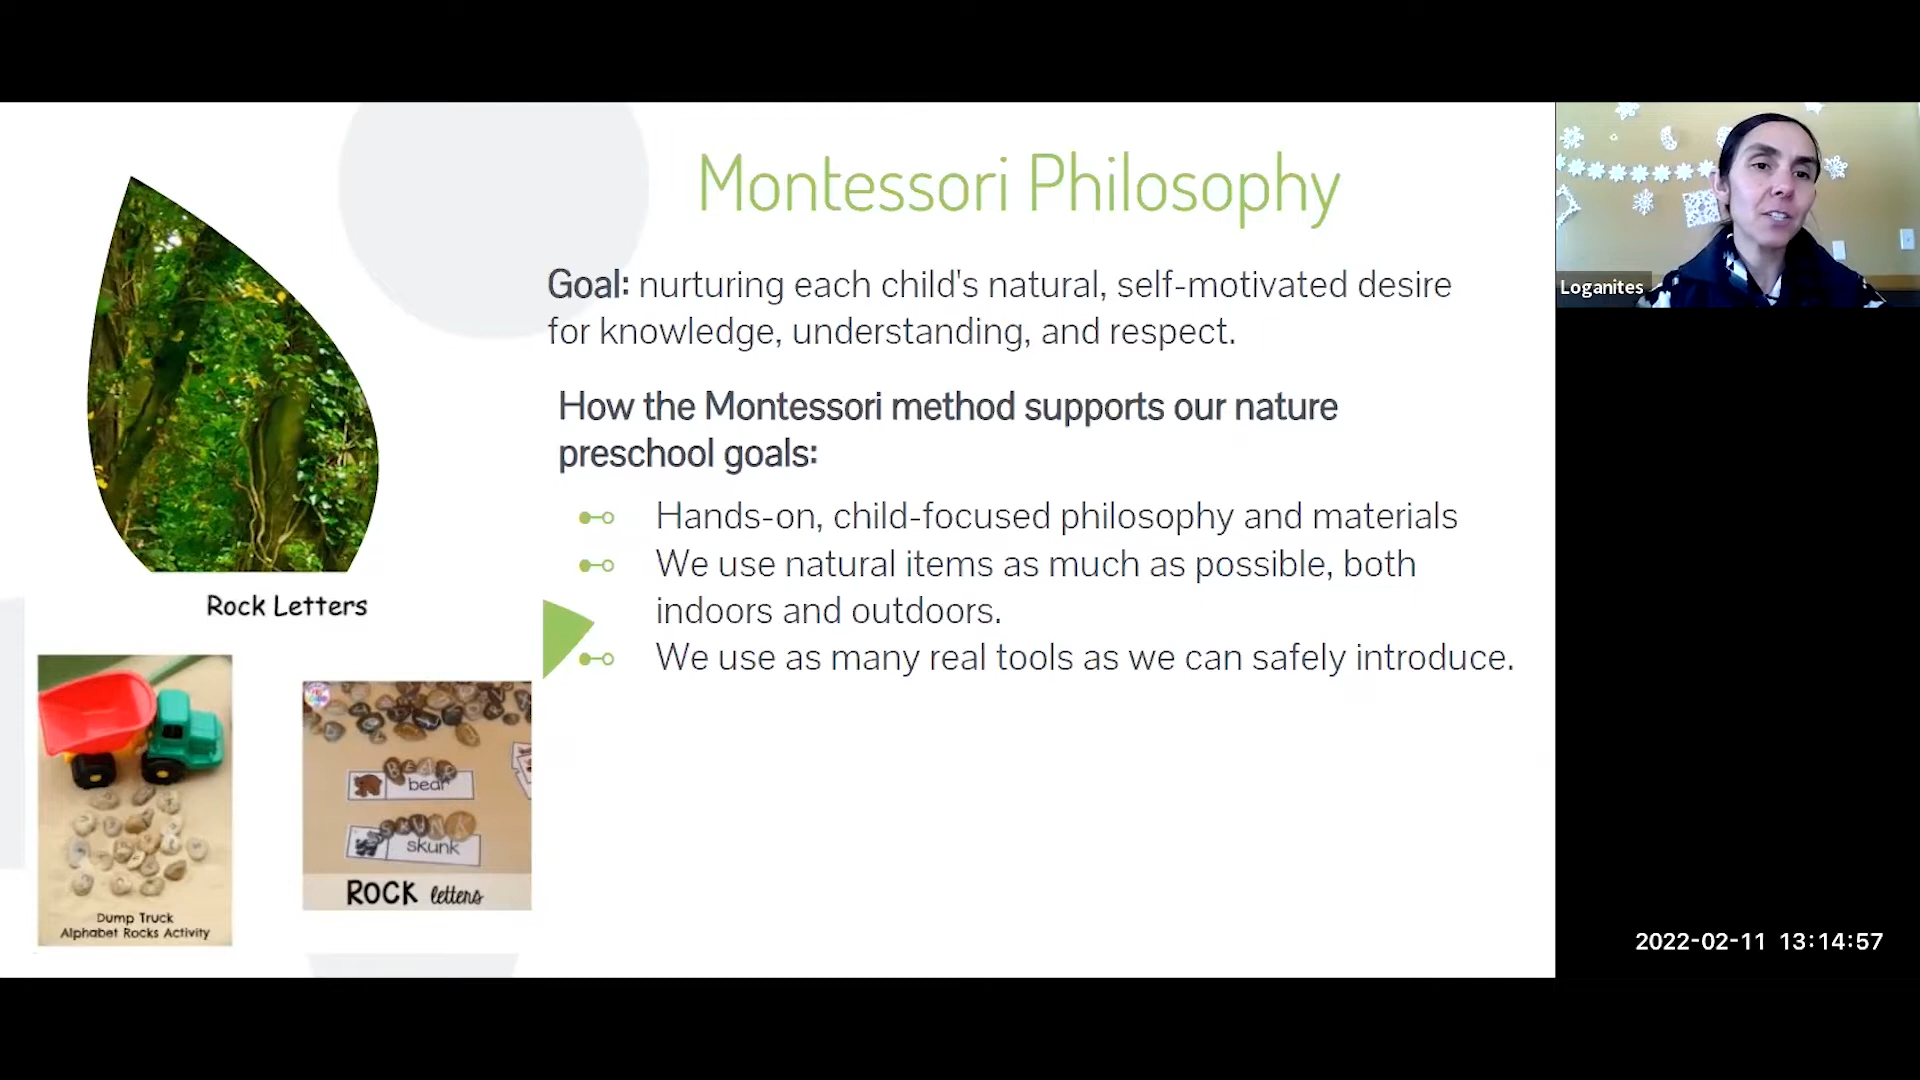 Montessori Philosophy
Goal: nurturing each child's natural, self-motivated desire
for knowledge, understanding, and respect.
How the Montessori method supports our nature
preschool goals:
Hands-on, child-focused philosophy and materials
We use natural items as much as possible, both
indoors and outdoors.
We use as many real tools as we can safely introduce.
Rock Letters
Dump Truck
Alphabet Rocks Activity
BEAR
bear
SKUNK
skunk
ROCK letters
Loganites
2022-02-11 13:14:57